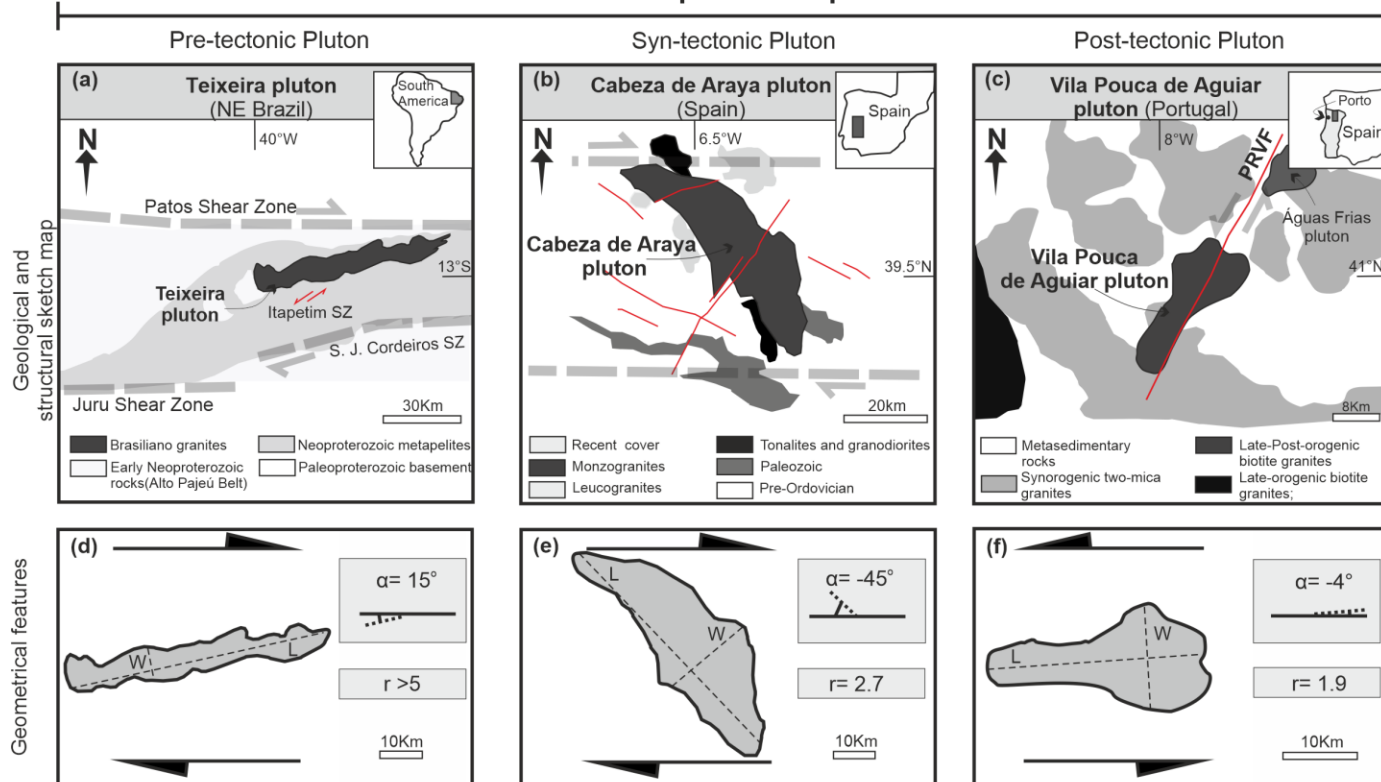 Pre-tectonic Pluton
Syn-tectonic Pluton
Post-tectonic Pluton
Geological and
structural sketch map
(a)
Teixeira pluton
(NE Brazil)
South
America
40°W
N
Patos Shear Zone
13°S
Teixeira
pluton
Itapetim SZ
S. J. Cordeiros SZ
Juru Shear Zone
30Km
Brasiliano granites
Neoproterozoic metapelites
Early Neoproterozoic
rocks(Alto Pajeú Belt)
Paleoproterozoic basement
(b)
Cabeza de Araya pluton
(Spain)
Spain
6.5°W
N
Cabeza de Araya
pluton
39.5°N
20km
Recent cover
Tonalites and granodiorites
Monzogranites
Paleozoic
Leucogranites
Pre-Ordovician
(c)
Vila Pouca de Aguiar
pluton (Portugal)
Porto
Spain
8°W
N
PRVF
Águas Frias
pluton
Vila Pouca
de Aguiar pluton
41°N
8Km
Metasedimentary
rocks
Late-Post-orogenic
biotite granites
Synorogenic two-mica
granites
Late-orogenic biotite
granites;
Geometrical features
(d)
α= 15°
W
L
r >5
10Km
(e)
L
α= -45°
W
r= 2.7
10Km
(f)
α= -4°
W
L
r= 1.9
10Km